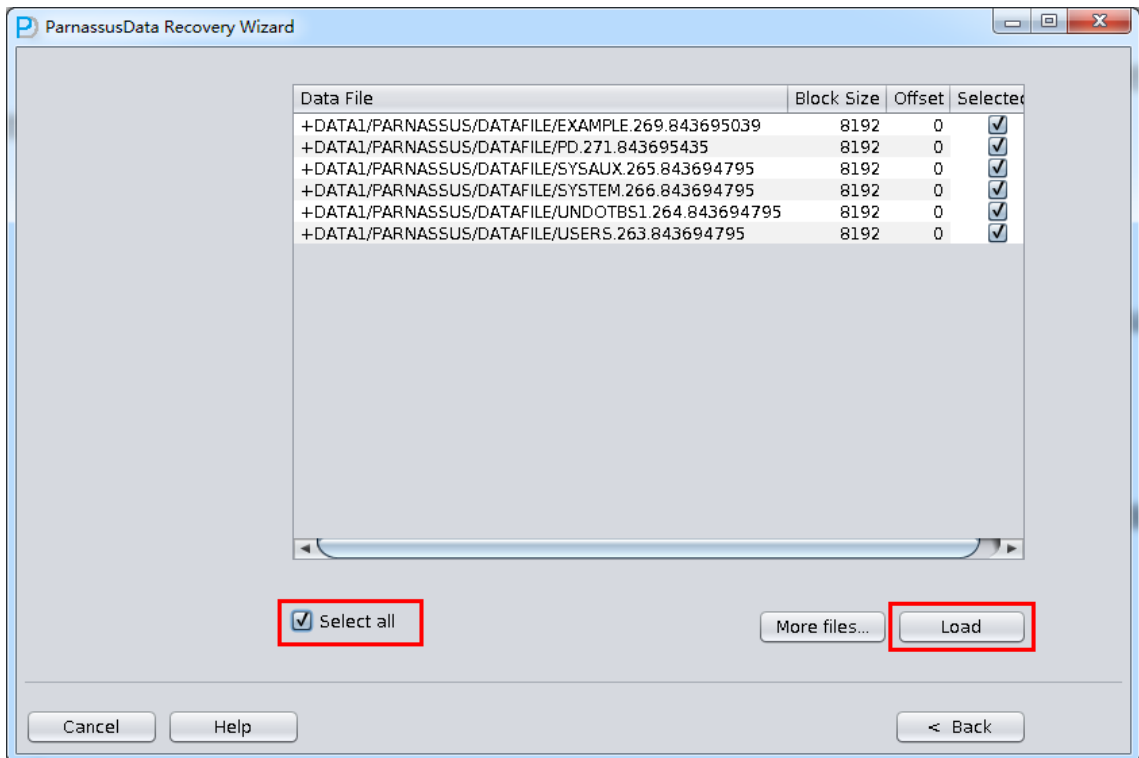 ParnassusData Recovery Wizard
Data File Block Size Offset Selected
+DATA1/PARNASSUS/DATAFILE/EXAMPLE.269.843695039 8192 0
+DATA1/PARNASSUS/DATAFILE/PD.271.843695435 8192 0
+DATA1/PARNASSUS/DATAFILE/SYSAUX.265.843694795 8192 0
+DATA1/PARNASSUS/DATAFILE/SYSTEM.266.843694795 8192 0
+DATA1/PARNASSUS/DATAFILE/UNDOTBS1.264.843694795 8192 0
+DATA1/PARNASSUS/DATAFILE/USERS.263.843694795 8192 0
Select all
More files... Load
Cancel Help < Back